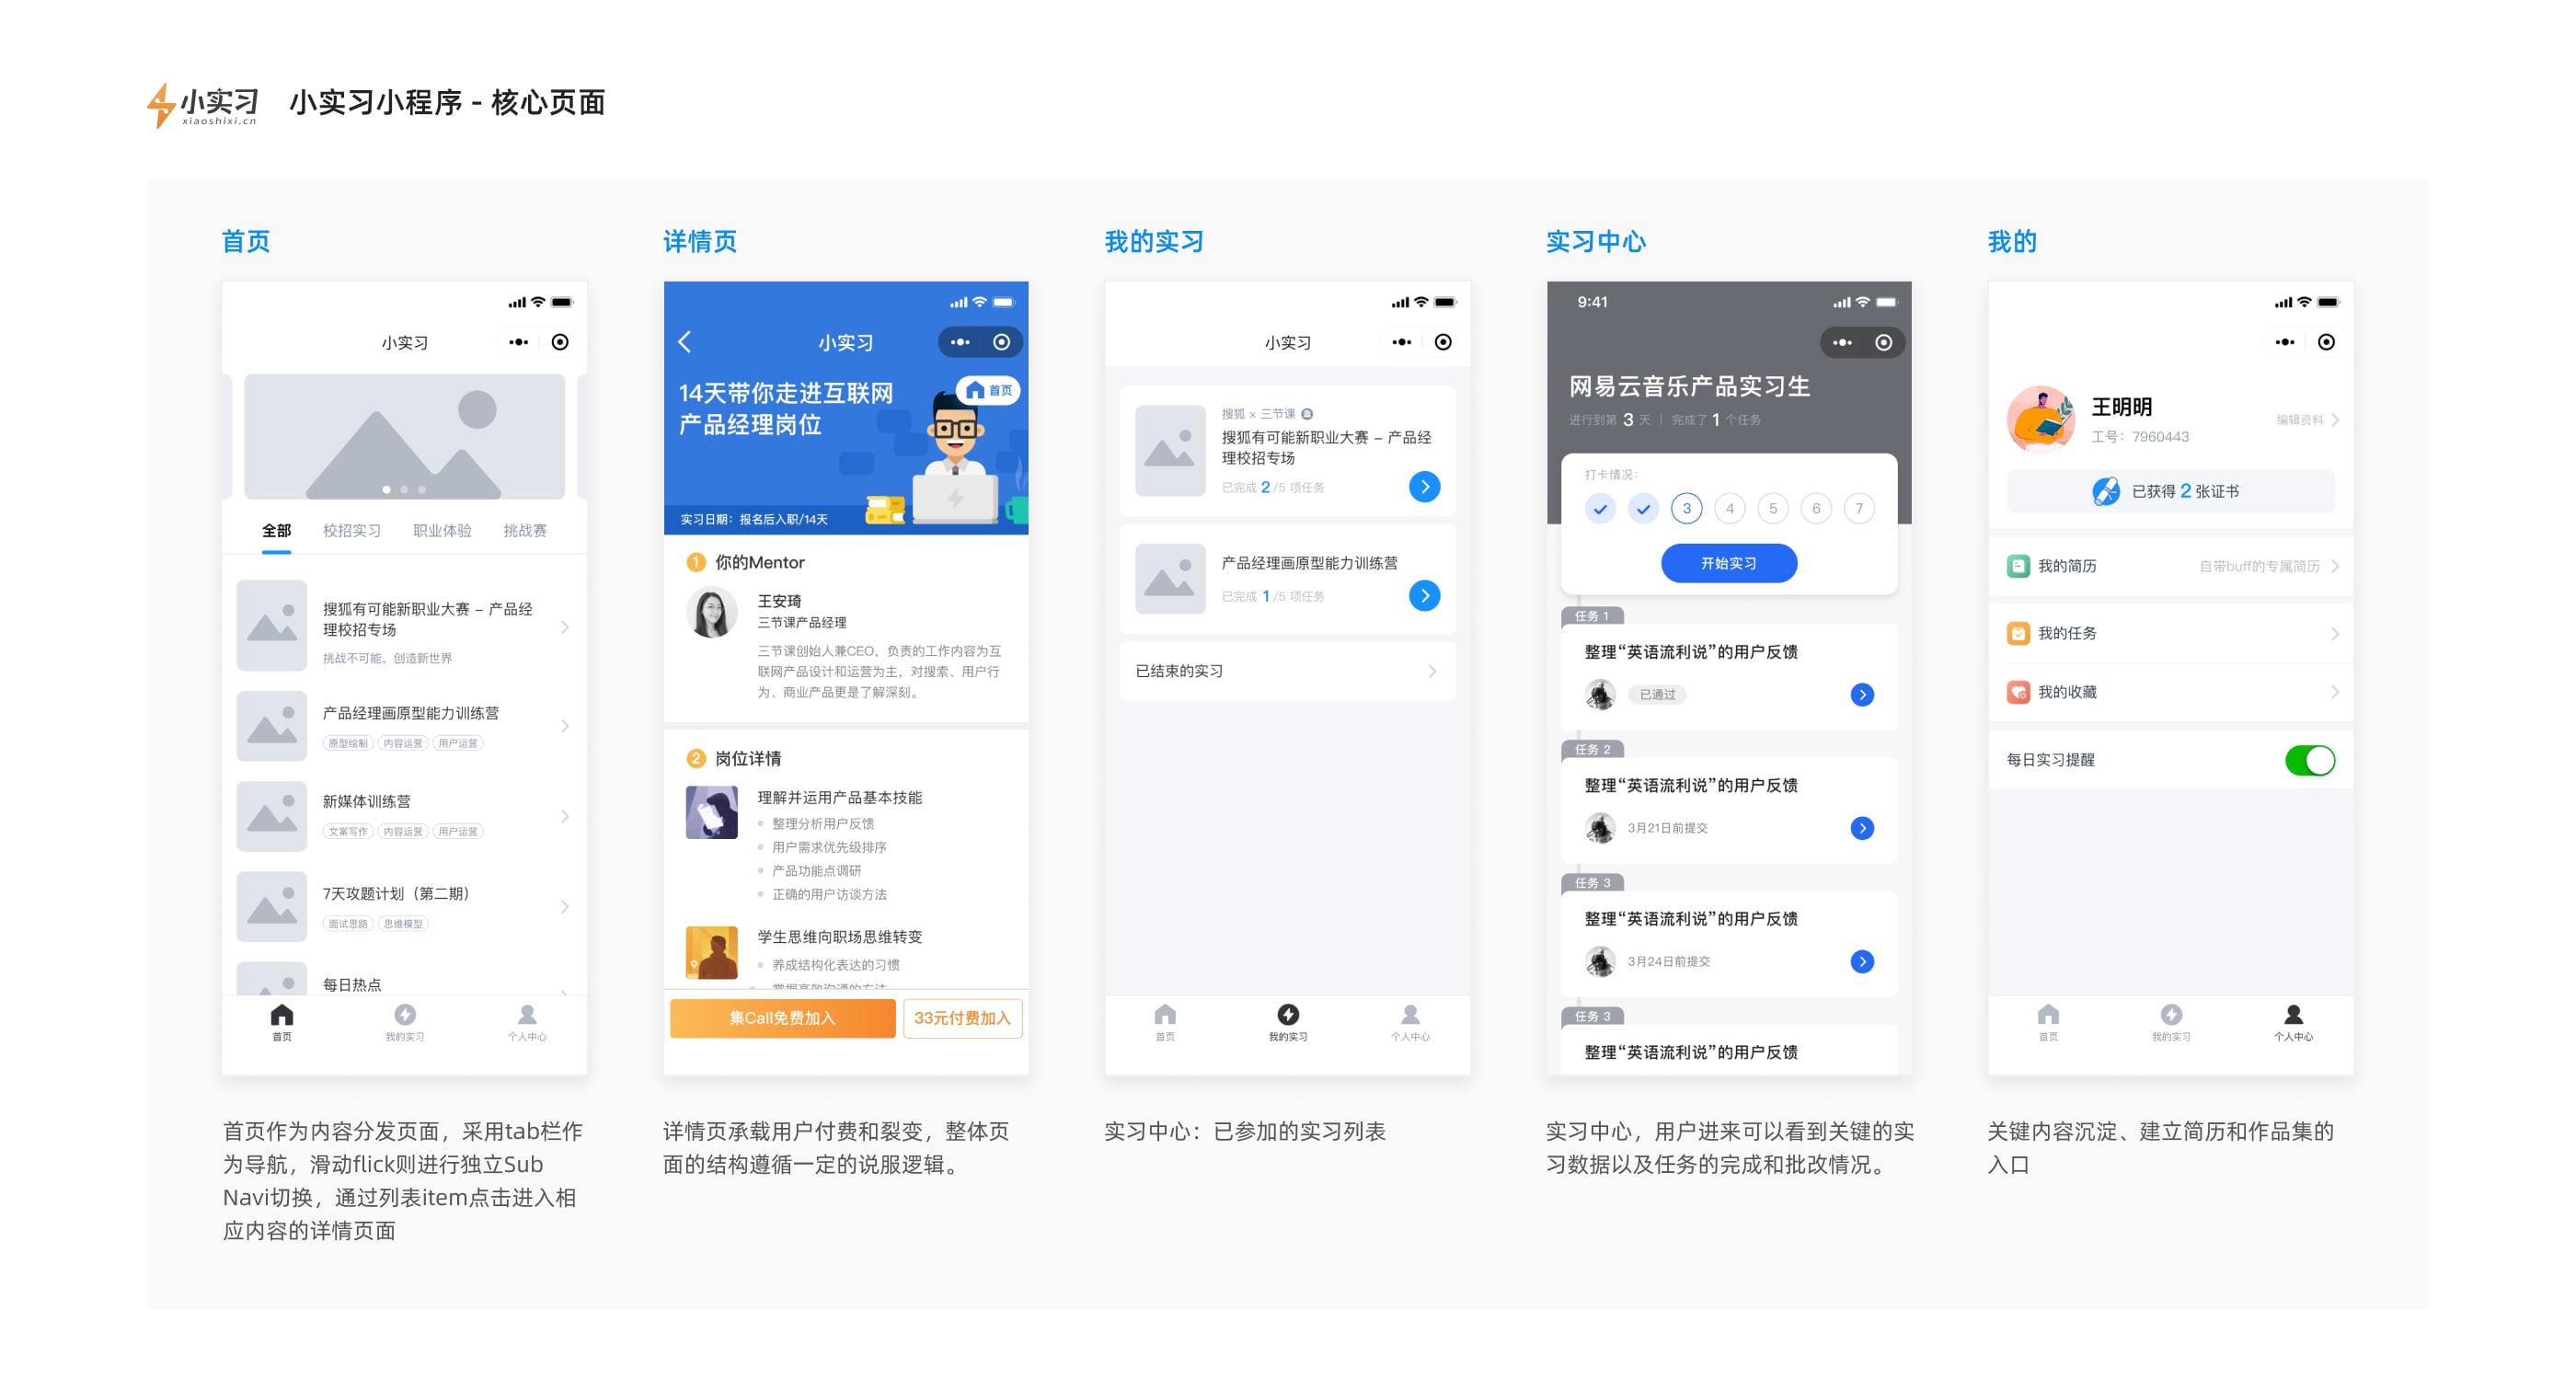 小实习
xiaoshixi.cn
小实习小程序 - 核心页面
首页
小实习
全部 校招实习 职业体验 挑战赛
搜狐有可能新职业大赛 – 产品经
理校招专场
挑战不可能，创造新世界
产品经理画原型能力训练营
原型绘制 内容运营 用户运营
新媒体训练营
文案写作 内容运营 用户运营
7天攻题计划（第二期）
面试思路 思维模型
每日热点
首页 我的实习 个人中心
首页作为内容分发页面，采用tab栏作
为导航，滑动flick则进行独立Sub
Navi切换，通过列表item点击进入相
应内容的详情页面
详情页
小实习
首页
14天带你走进互联网
产品经理岗位
实习日期：报名后入职/14天
1 你的Mentor
王安琦
三节课产品经理
三节课创始人兼CEO，负责的工作内容为互
联网产品设计和运营为主，对搜索、用户行
为、商业产品更是了解深刻。
2 岗位详情
理解并运用产品基本技能
整理分析用户反馈
用户需求优先级排序
产品功能点调研
正确的用户访谈方法
学生思维向职场思维转变
养成结构化表达的习惯
集Call免费加入 33元付费加入
详情页承载用户付费和裂变，整体页
面的结构遵循一定的说服逻辑。
我的实习
小实习
搜狐 × 三节课
搜狐有可能新职业大赛 – 产品经
理校招专场
已完成 2 /5 项任务
产品经理画原型能力训练营
已完成 1 /5 项任务
已结束的实习
首页 我的实习 个人中心
实习中心：已参加的实习列表
实习中心
9:41
网易云音乐产品实习生
进行到第 3 天 | 完成了 1 个任务
打卡情况：
3 4 5 6 7
开始实习
任务 1
整理“英语流利说”的用户反馈
已通过
任务 2
整理“英语流利说”的用户反馈
3月21日前提交
任务 3
整理“英语流利说”的用户反馈
3月24日前提交
任务 3
整理“英语流利说”的用户反馈
实习中心，用户进来可以看到关键的实
习数据以及任务的完成和批改情况。
我的
王明明
工号：7960443
编辑资料
已获得 2 张证书
我的简历 自带buff的专属简历
我的任务
我的收藏
每日实习提醒
首页 我的实习 个人中心
关键内容沉淀、建立简历和作品集的
入口